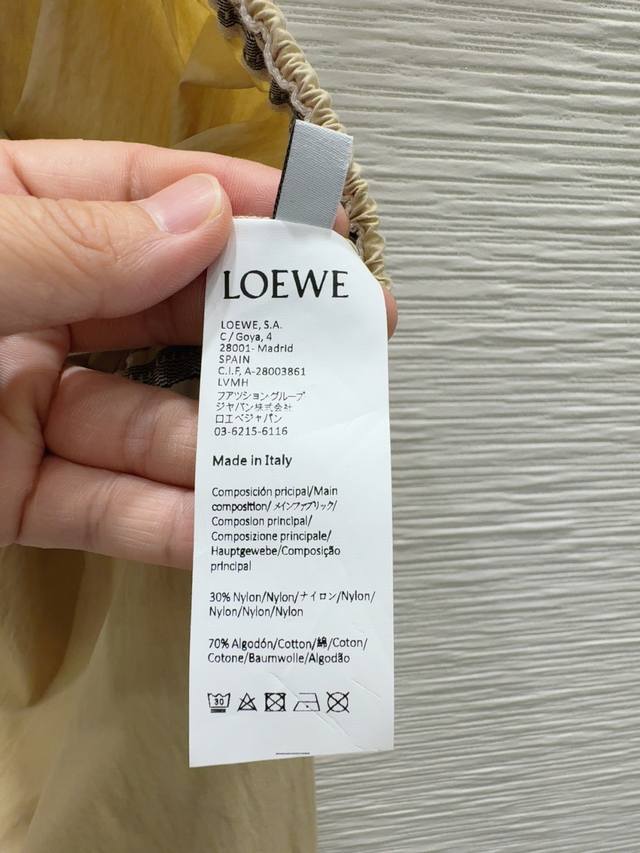 LOEWE
LOEWE, S.A.
C / Goya, 4
28001- Madrid
SPAIN
C.I.F, A-28003861
LVMH
フアツションクループ
ジャパン株式会社
口エベジャパン
03-6215-6116
Made in Italy
Composición pricipal/Main
composition/ メインファブリック/
Composion principal/
Composizione principale/
Hauptgewebe/Composição
principal
30% Nylon/Nylon/ナイロン/Nylon/
Nylon/Nylon/Nylon
70% Algodón/Cotton/綿/Coton/
Cotone/Baumwolle/Algodão
30